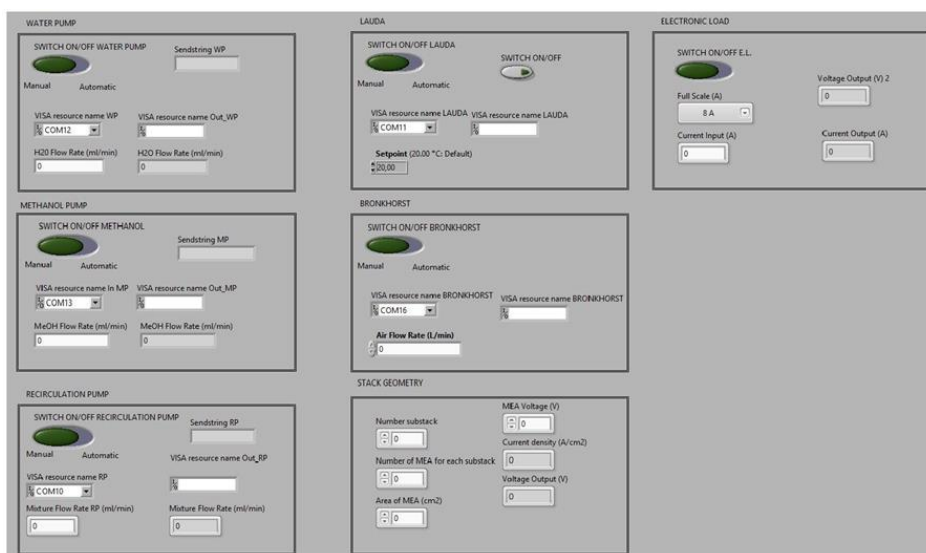 WATER PUMP
SWITCH ON/OFF WATER PUMP
Sendstring WP
Manual
Automatic
VISA resource name WP
VISA resource name Out_WP
COM12
H20 Flow Rate (ml/min)
H2O Flow Rate (ml/min)
0
0
METHANOL PUMP
SWITCH ON/OFF METHANOL
Sendstring MP
Manual
Automatic
VISA resource name In MP
VISA resource name Out_MP
COM13
MeOH Flow Rate (ml/min)
MeOH Flow Rate (ml/min)
0
0
RECIRCULATION PUMP
SWITCH ON/OFF RECIRCULATION PUMP
Sendstring RP
Manual
Automatic
VISA resource name Out_RP
VISA resource name RP
COM10
Mixture Flow Rate RP (ml/min)
Mixture Flow Rate (ml/min)
0
0
LAUDA
SWITCH ON/OFF LAUDA
SWITCH ON/OFF
Manual
Automatic
VISA resource name LAUDA
VISA resource name LAUDA
COM11
Setpoint (20.00 °C: Default)
20,00
BRONKHORST
SWITCH ON/OFF BRONKHORST
Manual
Automatic
VISA resource name BRONKHORST
VISA resource name BROINKHORST
COM16
Air Flow Rate (L/min)
0
STACK GEOMETRY
Number substack
0
Number of MEA for each substack
0
Area of MEA (cm2)
0
MEA Voltage (V)
0
Current density (A/cm2)
0
Voltage Output (V)
0
ELECTRONIC LOAD
SWITCH ON/OFF E.L.
Voltage Output (V) 2
0
Full Scale (A)
8 A
Current Input (A)
0
Current Output (A)
0